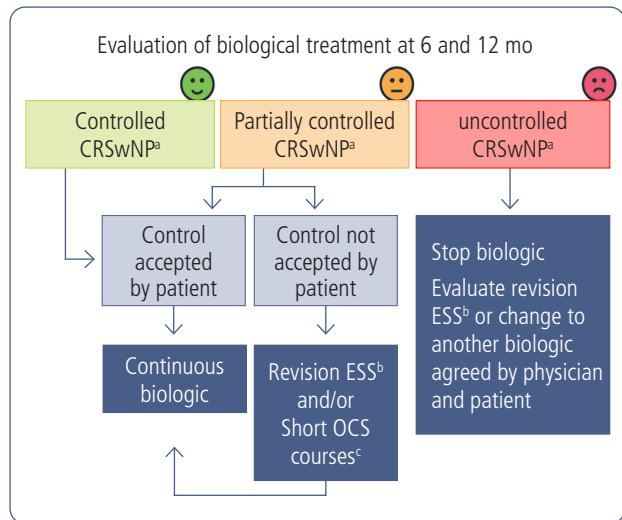 Evaluation of biological treatment at 6 and 12 mo
Controlled
CRSwNPᵃ
Partially controlled
CRSwNPᵃ
uncontrolled
CRSwNPᵃ
Control
accepted
by patient
Control not
accepted by
patient
Continuous
biologic
Revision ESSᵇ
and/or
Short OCS
coursesᶜ
Stop biologic
Evaluate revision
ESSᵇ or change to
another biologic
agreed by physician
and patient